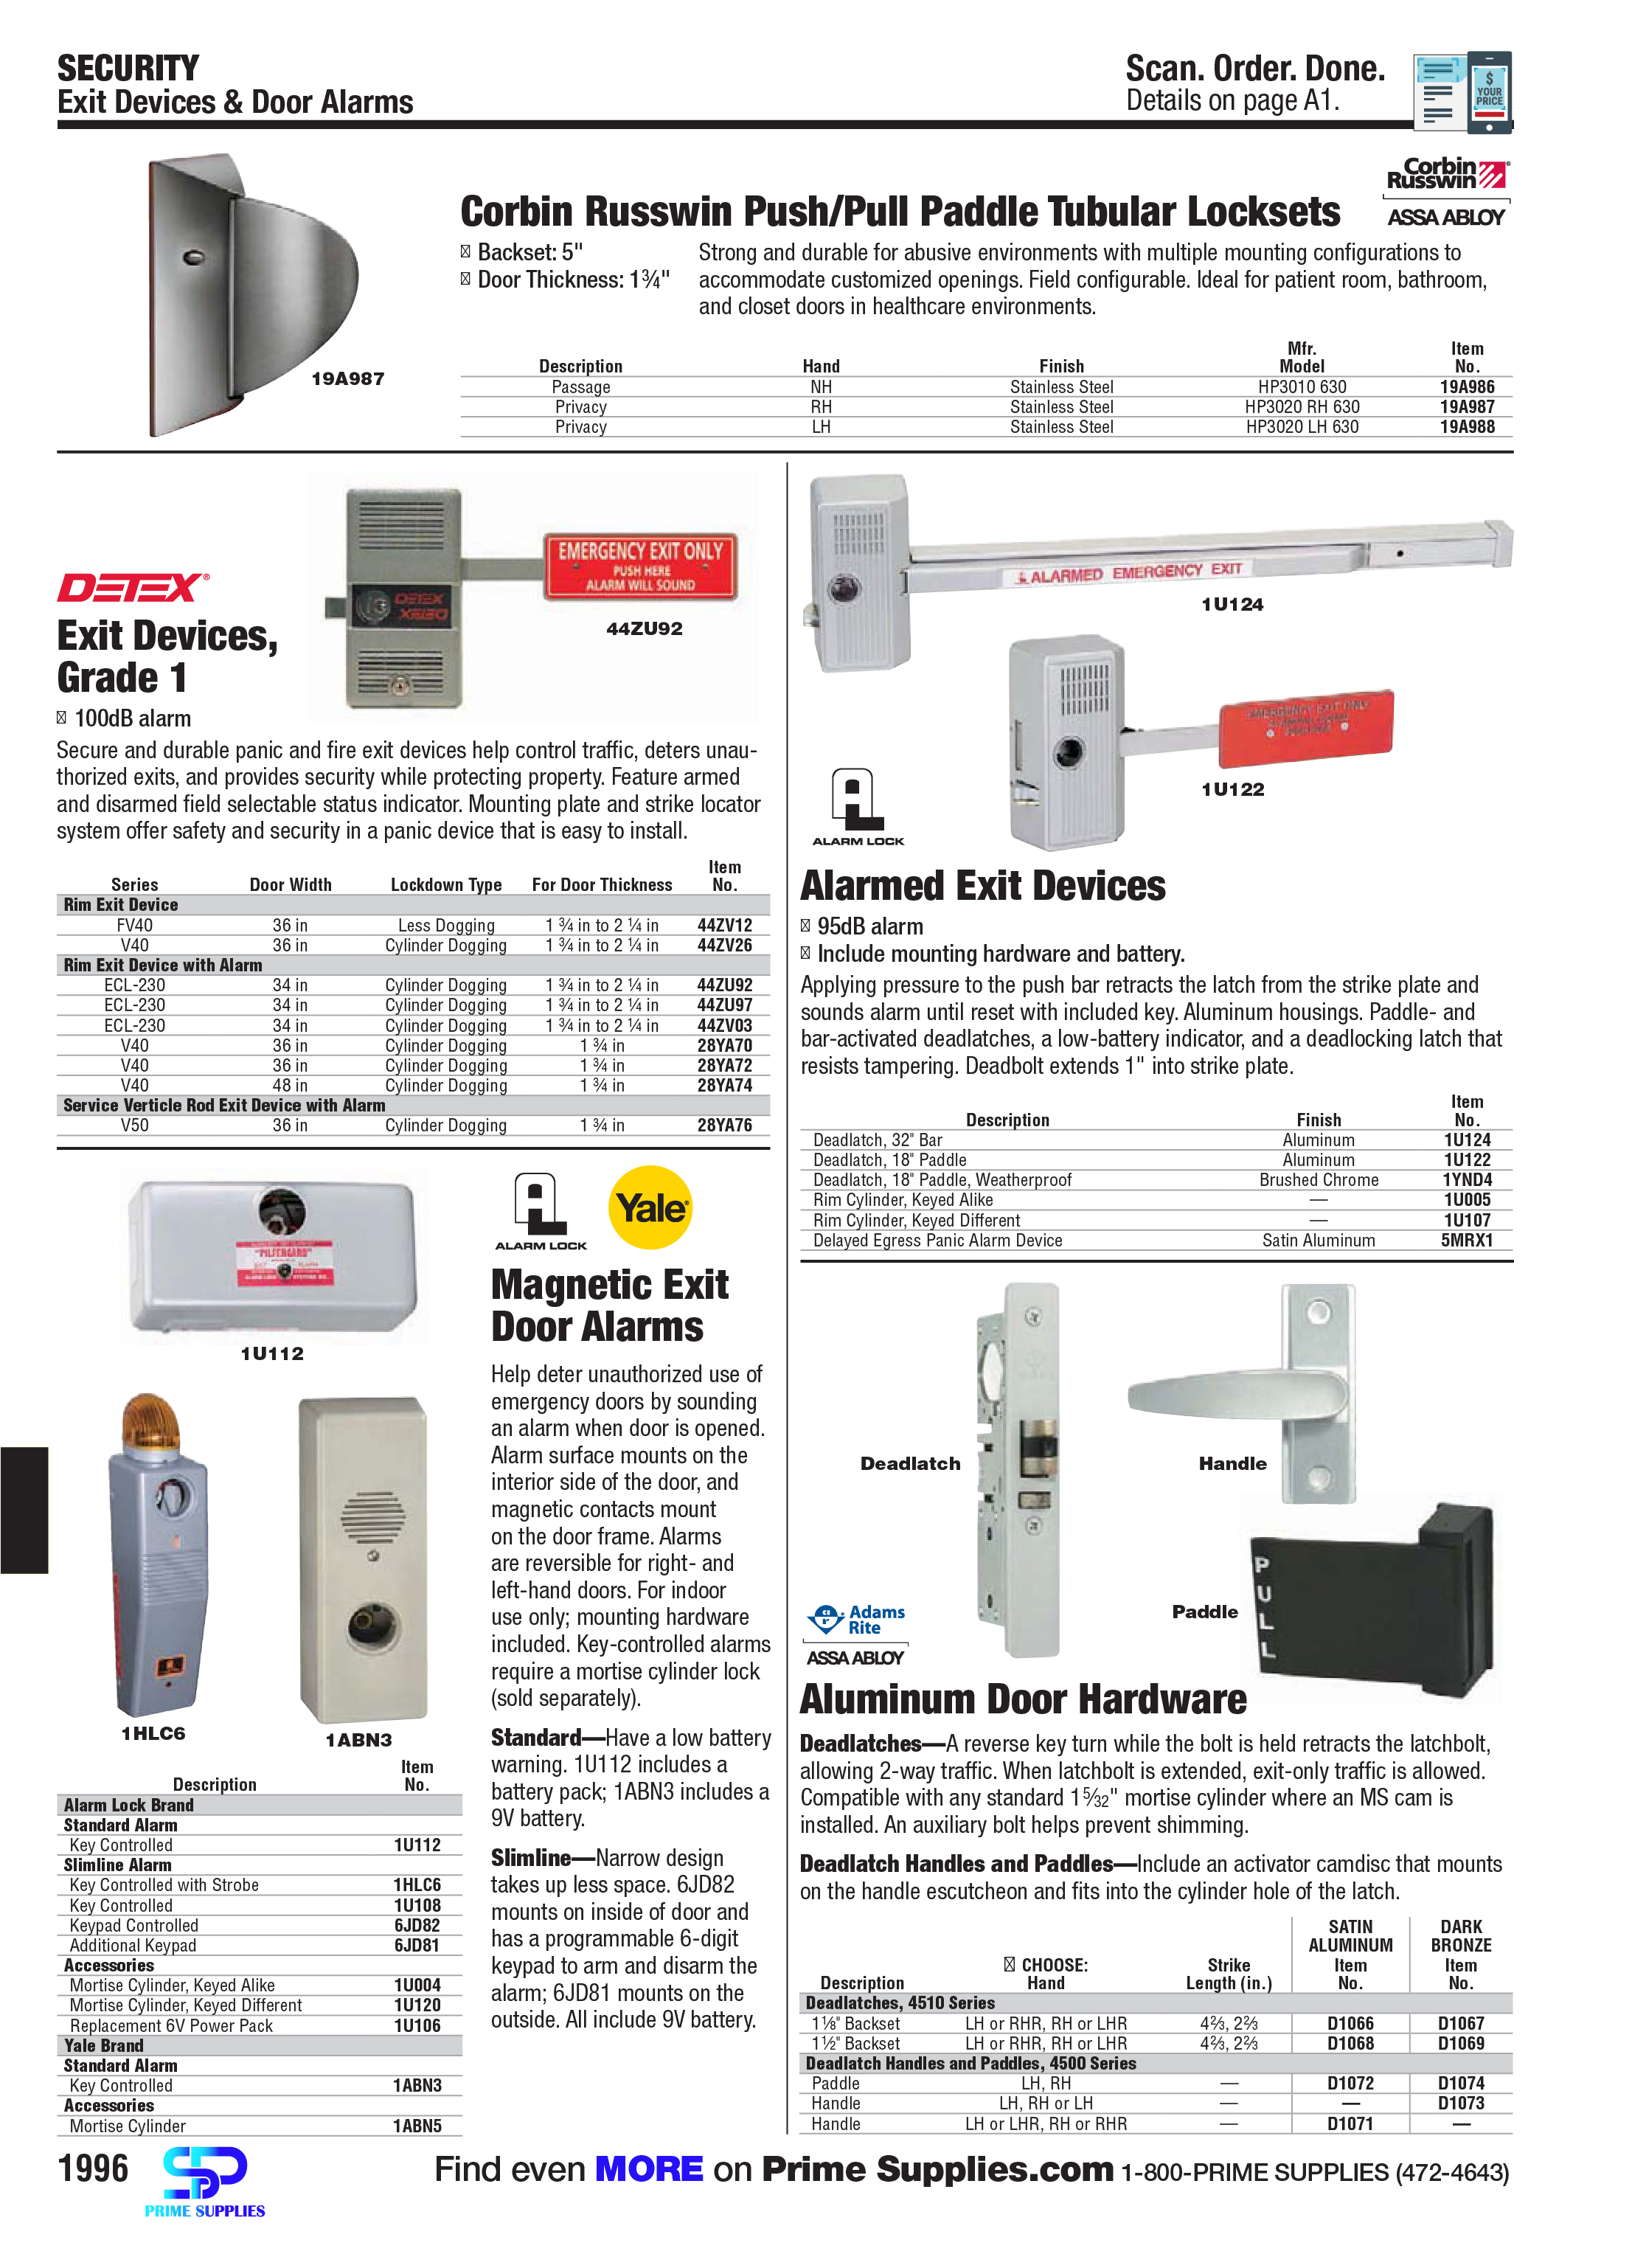 SECURITY
Exit Devices & Door Alarms
Scan. Order. Done.
Details on page A1.
$
YOUR
PRICE
Corbin
Russwin
ASSA ABLOY
19A987
Corbin Russwin Push/Pull Paddle Tubular Locksets
Backset: 5"
Door Thickness: 1¾"
Strong and durable for abusive environments with multiple mounting configurations to
accommodate customized openings. Field configurable. Ideal for patient room, bathroom,
and closet doors in healthcare environments.
Description Hand Finish Mfr. Model Item No.
Passage NH Stainless Steel HP3010 630 19A986
Privacy RH Stainless Steel HP3020 RH 630 19A987
Privacy LH Stainless Steel HP3020 LH 630 19A988
DETEX®
EMERGENCY EXIT ONLY
PUSH HERE
ALARM WILL SOUND
DETEX
44ZU92
Exit Devices,
Grade 1
100dB alarm
Secure and durable panic and fire exit devices help control traffic, deters unau-
thorized exits, and provides security while protecting property. Feature armed
and disarmed field selectable status indicator. Mounting plate and strike locator
system offer safety and security in a panic device that is easy to install.
Series Door Width Lockdown Type For Door Thickness Item No.
Rim Exit Device
FV40 36 in Less Dogging 1 ¾ in to 2 ¼ in 44ZV12
V40 36 in Cylinder Dogging 1 ¾ in to 2 ¼ in 44ZV26
Rim Exit Device with Alarm
ECL-230 34 in Cylinder Dogging 1 ¾ in to 2 ¼ in 44ZU92
ECL-230 34 in Cylinder Dogging 1 ¾ in to 2 ¼ in 44ZU97
ECL-230 34 in Cylinder Dogging 1 ¾ in to 2 ¼ in 44ZV03
V40 36 in Cylinder Dogging 1 ¾ in 28YA70
V40 36 in Cylinder Dogging 1 ¾ in 28YA72
V40 48 in Cylinder Dogging 1 ¾ in 28YA74
Service Verticle Rod Exit Device with Alarm
V50 36 in Cylinder Dogging 1 ¾ in 28YA76
ALARMED EMERGENCY EXIT
1U124
EMERGENCY EXIT ONLY
1U122
ALARM LOCK
Alarmed Exit Devices
95dB alarm
Include mounting hardware and battery.
Applying pressure to the push bar retracts the latch from the strike plate and
sounds alarm until reset with included key. Aluminum housings. Paddle- and
bar-activated deadlatches, a low-battery indicator, and a deadlocking latch that
resists tampering. Deadbolt extends 1" into strike plate.
Description Finish Item No.
Deadlatch, 32" Bar Aluminum 1U124
Deadlatch, 18" Paddle Aluminum 1U122
Deadlatch, 18" Paddle, Weatherproof Brushed Chrome 1YND4
Rim Cylinder, Keyed Alike — 1U005
Rim Cylinder, Keyed Different — 1U107
Delayed Egress Panic Alarm Device Satin Aluminum 5MRX1
"PILFERGARD"
1U112
1HLC6
1ABN3
ALARM LOCK
Yale®
Magnetic Exit
Door Alarms
Help deter unauthorized use of
emergency doors by sounding
an alarm when door is opened.
Alarm surface mounts on the
interior side of the door, and
magnetic contacts mount
on the door frame. Alarms
are reversible for right- and
left-hand doors. For indoor
use only; mounting hardware
included. Key-controlled alarms
require a mortise cylinder lock
(sold separately).
Standard—Have a low battery
warning. 1U112 includes a
battery pack; 1ABN3 includes a
9V battery.
Slimline—Narrow design
takes up less space. 6JD82
mounts on inside of door and
has a programmable 6-digit
keypad to arm and disarm the
alarm; 6JD81 mounts on the
outside. All include 9V battery.
Description Item No.
Alarm Lock Brand
Standard Alarm
Key Controlled 1U112
Slimline Alarm
Key Controlled with Strobe 1HLC6
Key Controlled 1U108
Keypad Controlled 6JD82
Additional Keypad 6JD81
Accessories
Mortise Cylinder, Keyed Alike 1U004
Mortise Cylinder, Keyed Different 1U120
Replacement 6V Power Pack 1U106
Yale Brand
Standard Alarm
Key Controlled 1ABN3
Accessories
Mortise Cylinder 1ABN5
Deadlatch
Handle
Paddle
PULL
Adams
Rite
ASSA ABLOY
Aluminum Door Hardware
Deadlatches—A reverse key turn while the bolt is held retracts the latchbolt,
allowing 2-way traffic. When latchbolt is extended, exit-only traffic is allowed.
Compatible with any standard 1 5/32" mortise cylinder where an MS cam is
installed. An auxiliary bolt helps prevent shimming.
Deadlatch Handles and Paddles—Include an activator camdisc that mounts
on the handle escutcheon and fits into the cylinder hole of the latch.
Description CHOOSE: Hand Strike Length (in.) SATIN ALUMINUM Item No. DARK BRONZE Item No.
Deadlatches, 4510 Series
1⅛" Backset LH or RHR, RH or LHR 4⅔, 2⅔ D1066 D1067
1½" Backset LH or RHR, RH or LHR 4⅔, 2⅔ D1068 D1069
Deadlatch Handles and Paddles, 4500 Series
Paddle LH, RH — D1072 D1074
Handle LH, RH or LH — — D1073
Handle LH or LHR, RH or RHR — D1071 —
1996
PRIME SUPPLIES
Find even MORE on Prime Supplies.com 1-800-PRIME SUPPLIES (472-4643)